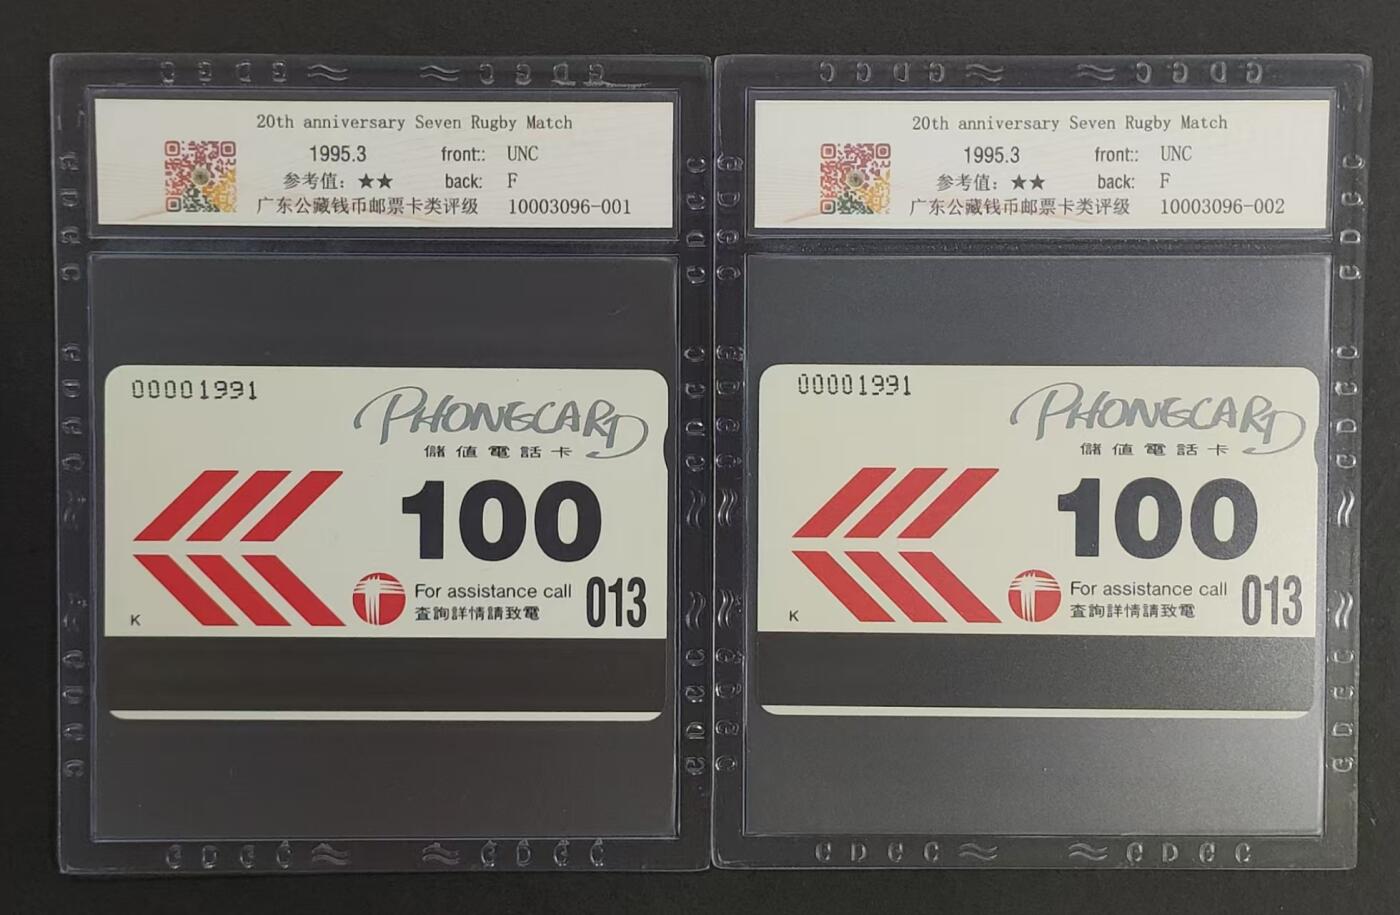 20th anniversary Seven Rugby Match
1995.3 front:: UNC
参考值：★★ back: F
广东公藏钱币邮票卡类评级 10003096-001
00001991
PHONECARD
儲值電話卡
100
For assistance call 013
查詢詳情請致電
K
20th anniversary Seven Rugby Match
1995.3 front:: UNC
参考值：★★ back: F
广东公藏钱币邮票卡类评级 10003096-002
00001991
PHONECARD
儲值電話卡
100
For assistance call 013
查詢詳情請致電
K